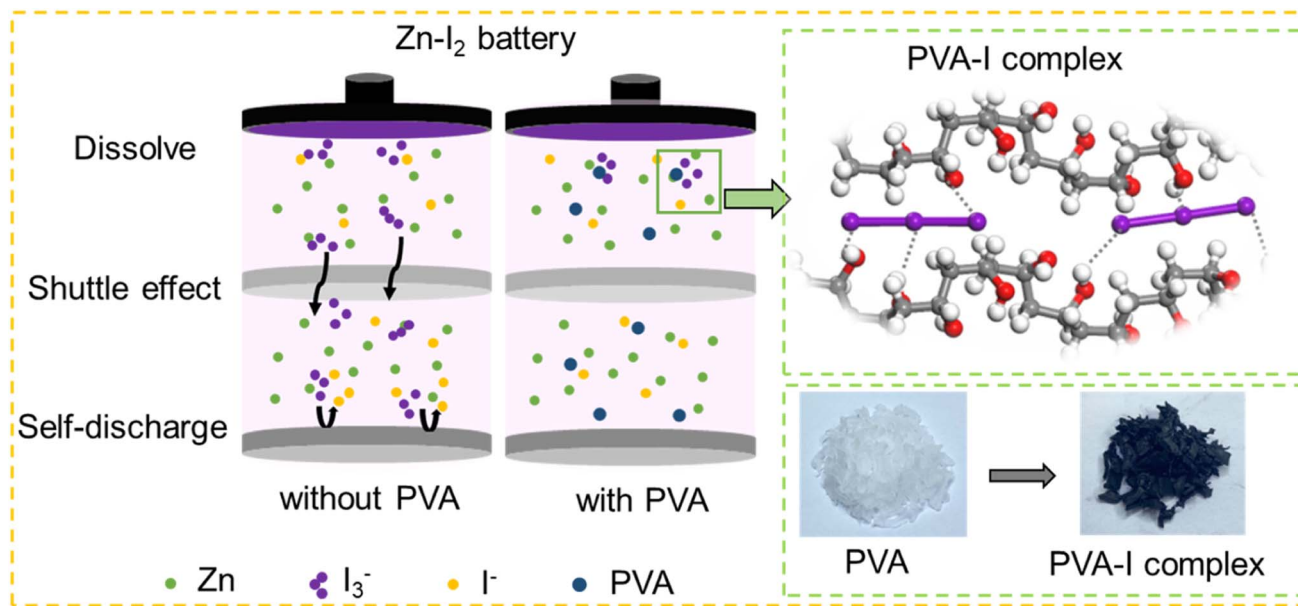 Zn-I₂ battery
Dissolve
Shuttle effect
Self-discharge
without PVA
with PVA
Zn
I₃⁻
I⁻
PVA
PVA-I complex
PVA
PVA-I complex